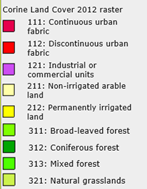 Corine Land Cover 2012 raster
111: Continuous urban
fabric
112: Discontinuous urban
fabric
121: Industrial or
commercial units
211: Non-irrigated arable
land
212: Permanently irrigated
land
311: Broad-leaved forest
312: Coniferous forest
313: Mixed forest
321: Natural grasslands